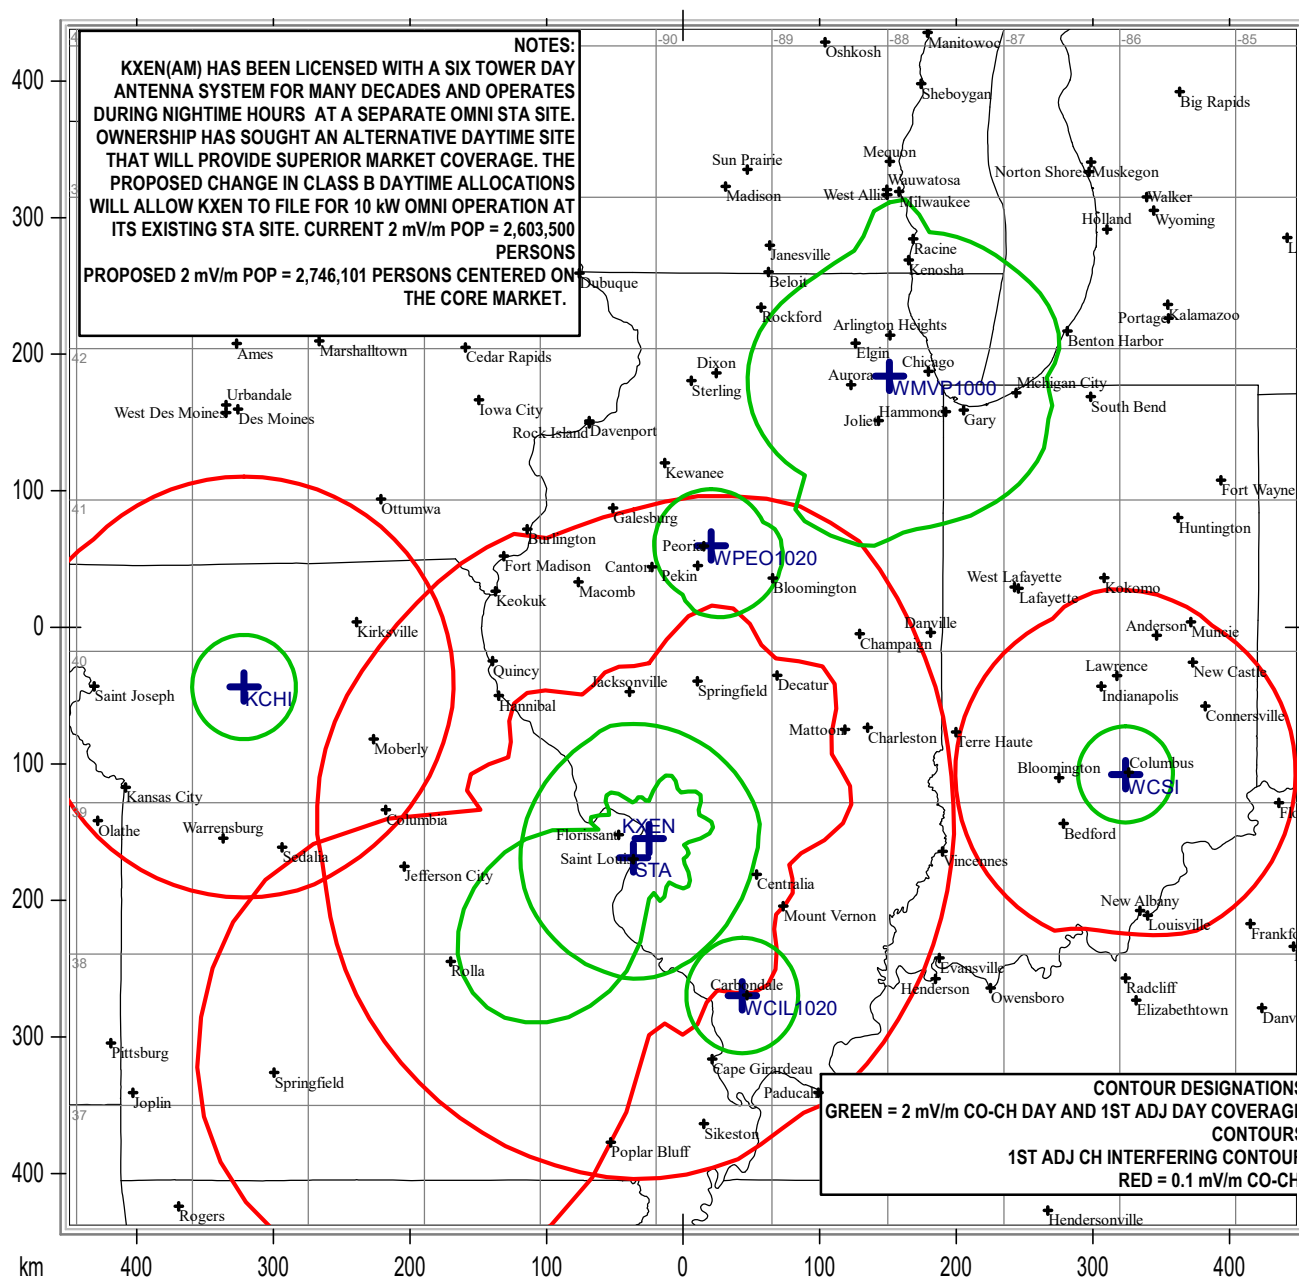 NOTES:
KXEN(AM) HAS BEEN LICENSED WITH A SIX TOWER DAY
ANTENNA SYSTEM FOR MANY DECADES AND OPERATES
DURING NIGHTIME HOURS AT A SEPARATE OMNI STA SITE.
OWNERSHIP HAS SOUGHT AN ALTERNATIVE DAYTIME SITE
THAT WILL PROVIDE SUPERIOR MARKET COVERAGE. THE
PROPOSED CHANGE IN CLASS B DAYTIME ALLOCATIONS
WILL ALLOW KXEN TO FILE FOR 10 kW OMNI OPERATION AT
ITS EXISTING STA SITE. CURRENT 2 mV/m POP = 2,603,500
PERSONS
PROPOSED 2 mV/m POP = 2,746,101 PERSONS CENTERED ON
THE CORE MARKET.
-90
-89
-88
-87
-86
-85
Oshkosh
Manitowoc
400
Sheboygan
Big Rapids
Mequon
Sun Prairie
Madison
Wauwatosa
West Allis
Milwaukee
Norton Shores
Muskegon
Walker
Wyoming
Holland
300
Racine
Janesville
Kenosha
Beloit
Dubuque
Rockford
Portage
Kalamazoo
Arlington Heights
Benton Harbor
200
42
Ames
Marshalltown
Cedar Rapids
Elgin
Dixon
Chicago
Sterling
Aurora
WMVP1000
Michigan City
Urbandale
West Des Moines
Des Moines
Iowa City
Hammond
Gary
South Bend
Joliet
Rock Island
Davenport
Kewanee
100
41
Ottumwa
Galesburg
Fort Wayne
Huntington
Burlington
Peoria
WPEO1020
Fort Madison
Canton
Pekin
Keokuk
Macomb
Bloomington
West Lafayette
Lafayette
Kokomo
0
Kirksville
Danville
Champaign
Anderson
Muncie
40
Quincy
Lawrence
New Castle
Saint Joseph
KCHI
Hannibal
Jacksonville
Springfield
Decatur
Indianapolis
Connersville
Moberly
Mattoon
Charleston
Terre Haute
100
Bloomington
Columbus
WCSI
Kansas City
39
Olathe
Warrensburg
Columbia
KXEN
Florissant
Bedford
Sedalia
Jefferson City
Saint Louis
STA
Vincennes
Centralia
200
Mount Vernon
New Albany
Louisville
38
Rolla
Evansville
Henderson
Owensboro
Radcliff
Elizabethtown
Carbondale
WCIL1020
300
Pittsburg
Joplin
Springfield
Cape Girardeau
37
Sikeston
Poplar Bluff
CONTOUR DESIGNATIONS
GREEN = 2 mV/m CO-CH DAY AND 1ST ADJ DAY COVERAGE
CONTOURS
1ST ADJ CH INTERFERING CONTOUR
RED = 0.1 mV/m CO-CH
400
Rogers
Hendersonville
km
400
300
200
100
0
100
200
300
400